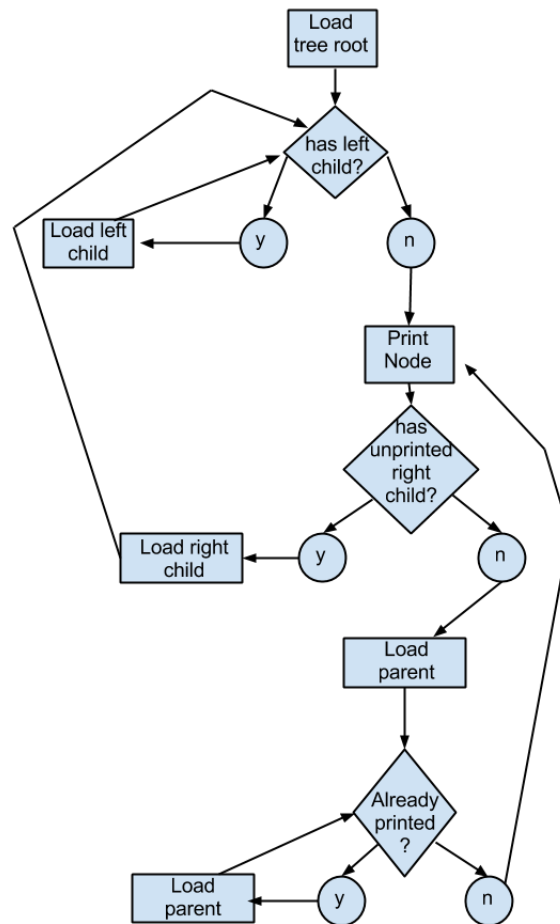 Load
tree root
has left
child?
Load left
child
y
n
Print
Node
has
unprinted
right
child?
Load right
child
y
n
Load
parent
Already
printed
?
Load
parent
y
n